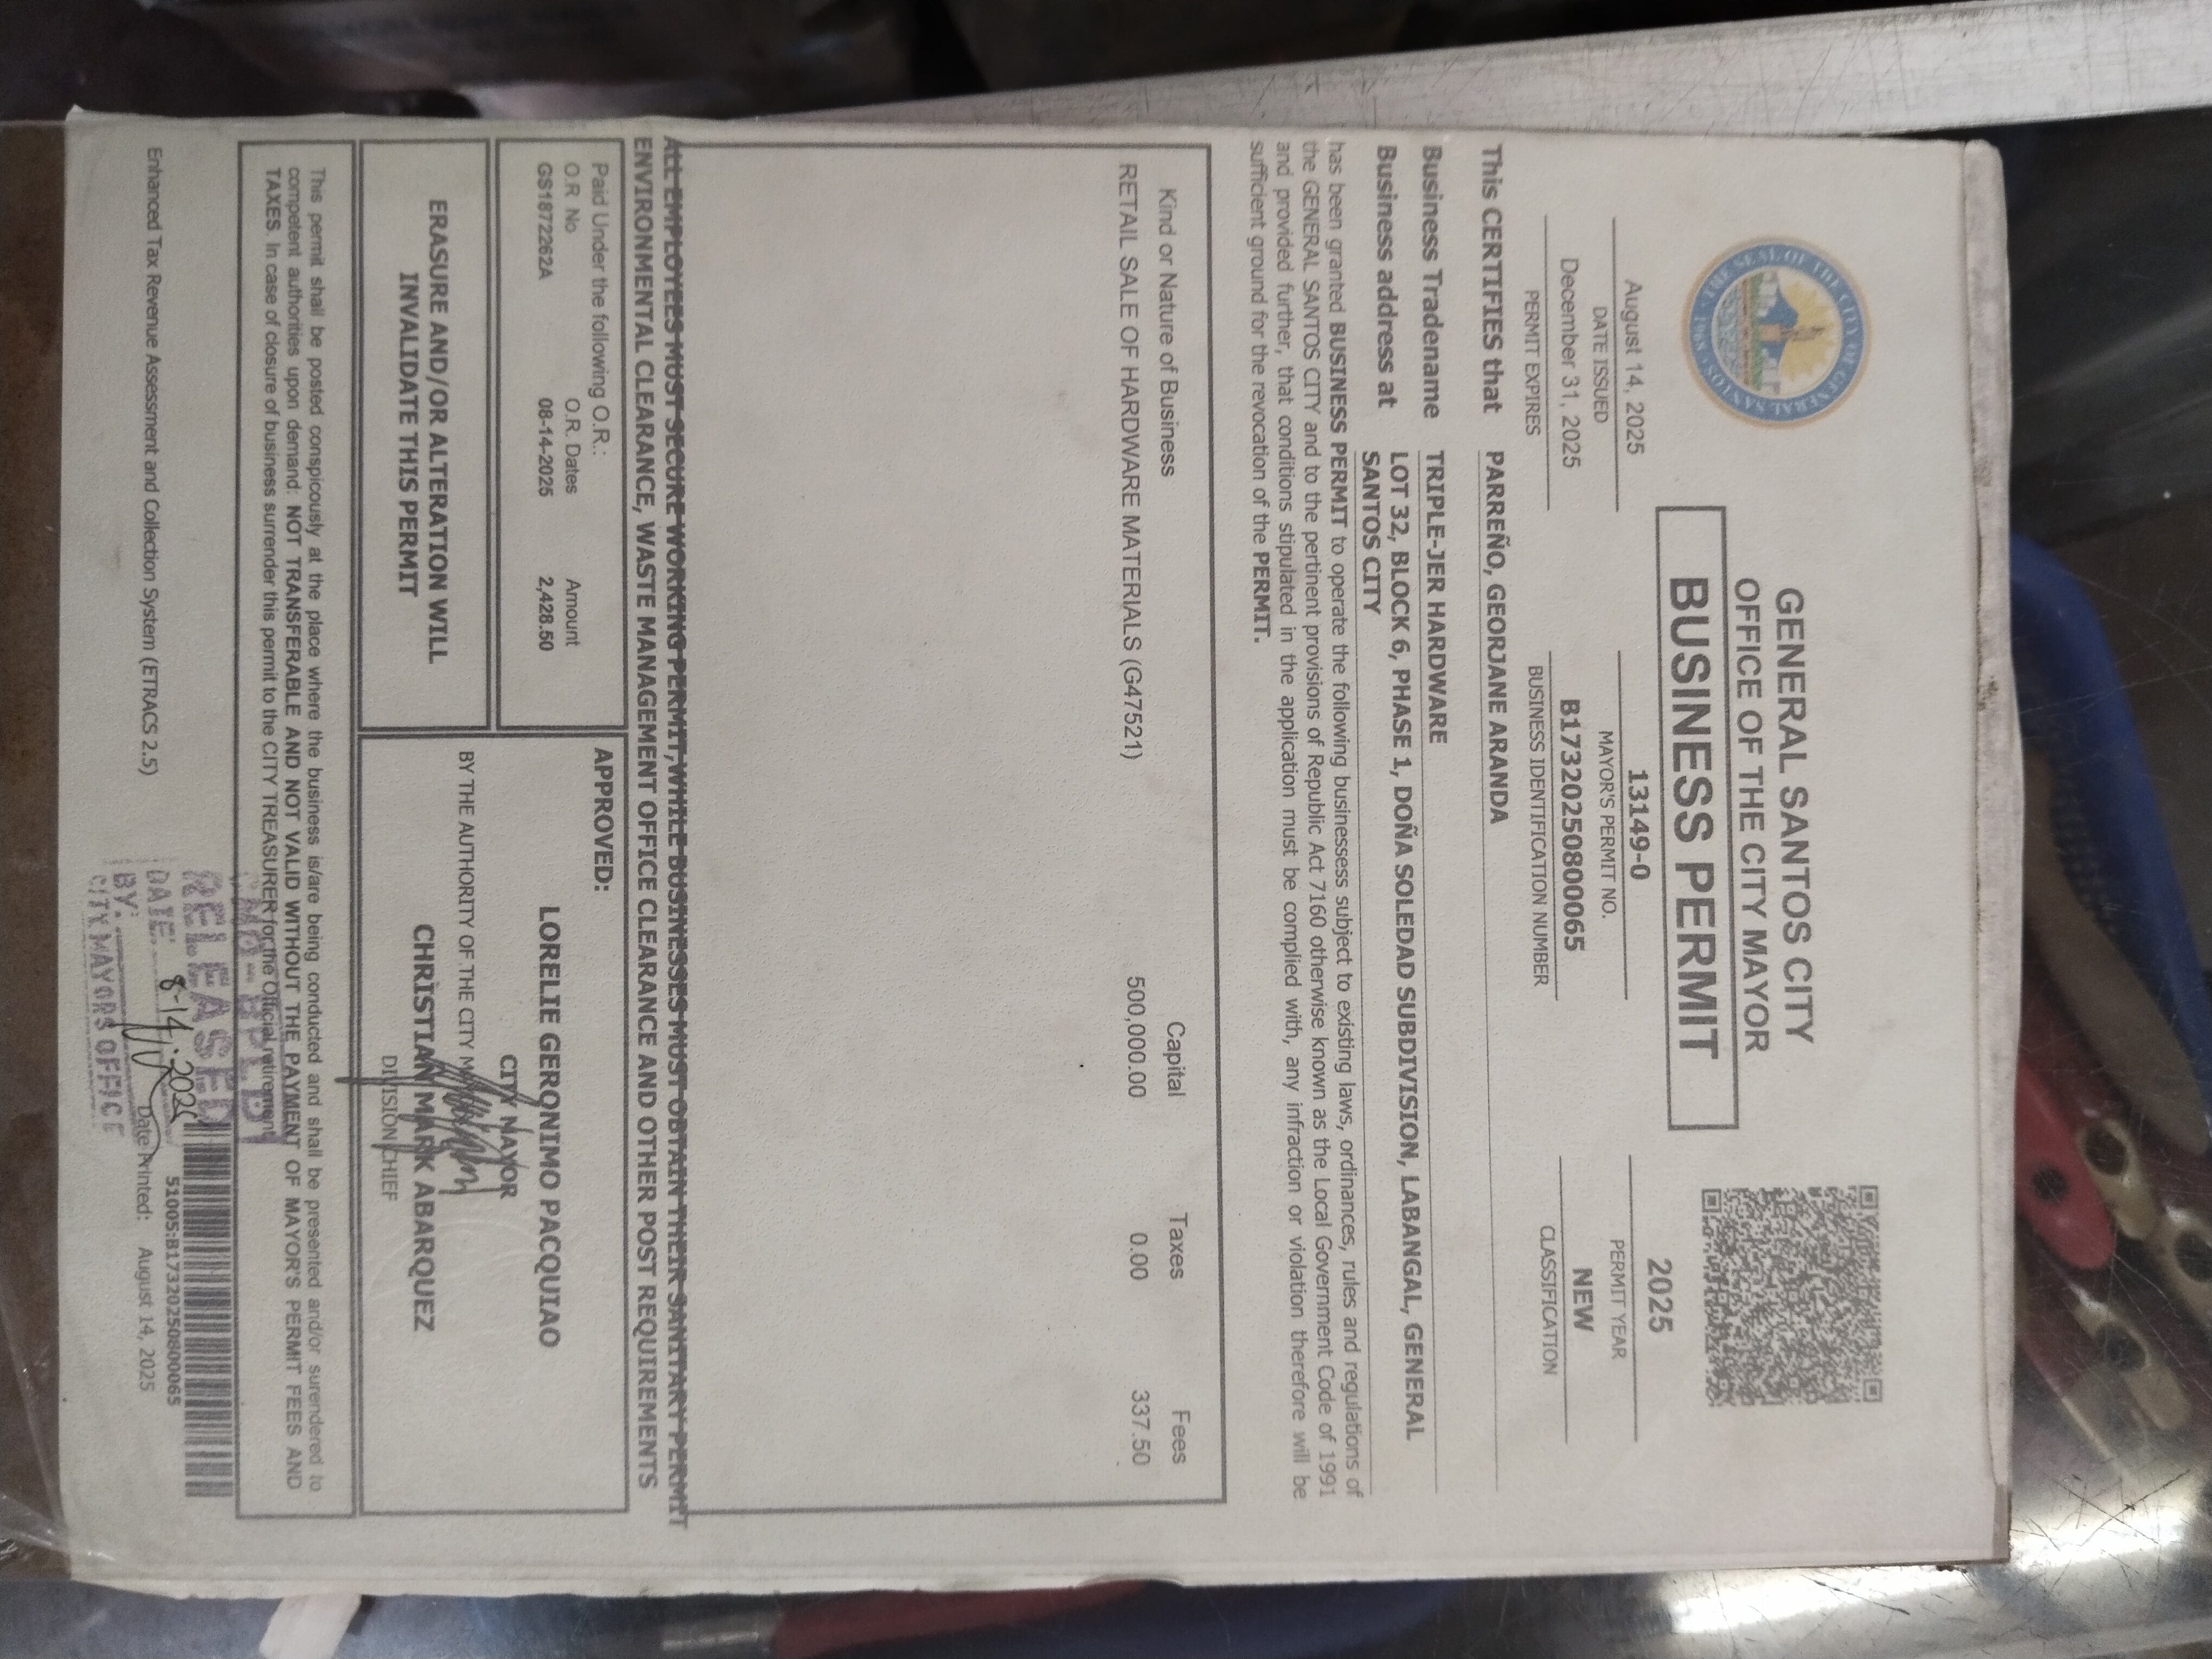 GENERAL SANTOS CITY
OFFICE OF THE CITY MAYOR
BUSINESS PERMIT
THE SEAL OF THE CITY OF GENERAL SANTOS
1968
August 14, 2025
DATE ISSUED
December 31, 2025
PERMIT EXPIRES
13149-0
MAYOR'S PERMIT NO.
B173202508000065
BUSINESS IDENTIFICATION NUMBER
2025
PERMIT YEAR
NEW
CLASSIFICATION
This CERTIFIES that PARREÑO, GEORJANE ARANDA
Business Tradename TRIPLE-JER HARDWARE
Business address at LOT 32, BLOCK 6, PHASE 1, DOÑA SOLEDAD SUBDIVISION, LABANGAL, GENERAL
SANTOS CITY
has been granted BUSINESS PERMIT to operate the following businessess subject to existing laws, ordinances, rules and regulations of
the GENERAL SANTOS CITY and to the pertinent provisions of Republic Act 7160 otherwise known as the Local Government Code of 1991
and provided further, that conditions stipulated in the application must be complied with, any infraction or violation therefore will be
sufficient ground for the revocation of the PERMIT.
Kind or Nature of Business Capital Taxes Fees
RETAIL SALE OF HARDWARE MATERIALS (G47521) 500,000.00 0.00 337.50
ALL EMPLOYEES MUST SECURE WORKING PERMIT, WHILE BUSINESSES MUST OBTAIN THEIR SANITARY PERMIT
ENVIRONMENTAL CLEARANCE, WASTE MANAGEMENT OFFICE CLEARANCE AND OTHER POST REQUIREMENTS
Paid Under the following O.R.:
O.R No O.R. Dates Amount
GS1872262A 08-14-2025 2,428.50
ERASURE AND/OR ALTERATION WILL
INVALIDATE THIS PERMIT
APPROVED:
LORELIE GERONIMO PACQUIAO
CITY MAYOR
BY THE AUTHORITY OF THE CITY
CHRISTIAN MARK ABARQUEZ
DIVISION CHIEF
This permit shall be posted conspicuously at the place where the business is/are being conducted and shall be presented and/or surendered to
competent authorities upon demand: NOT TRANSFERABLE AND NOT VALID WITHOUT THE PAYMENT OF MAYOR'S PERMIT FEES AND
TAXES. In case of closure of business surrender this permit to the CITY TREASURER for the Official retirement
RELEASED
DATE: 8-14-2025
BY:
CITY MAYORS OFFICE
51005:B173202508000065
Enhanced Tax Revenue Assessment and Collection System (ETRACS 2.5) Date Printed: August 14, 2025